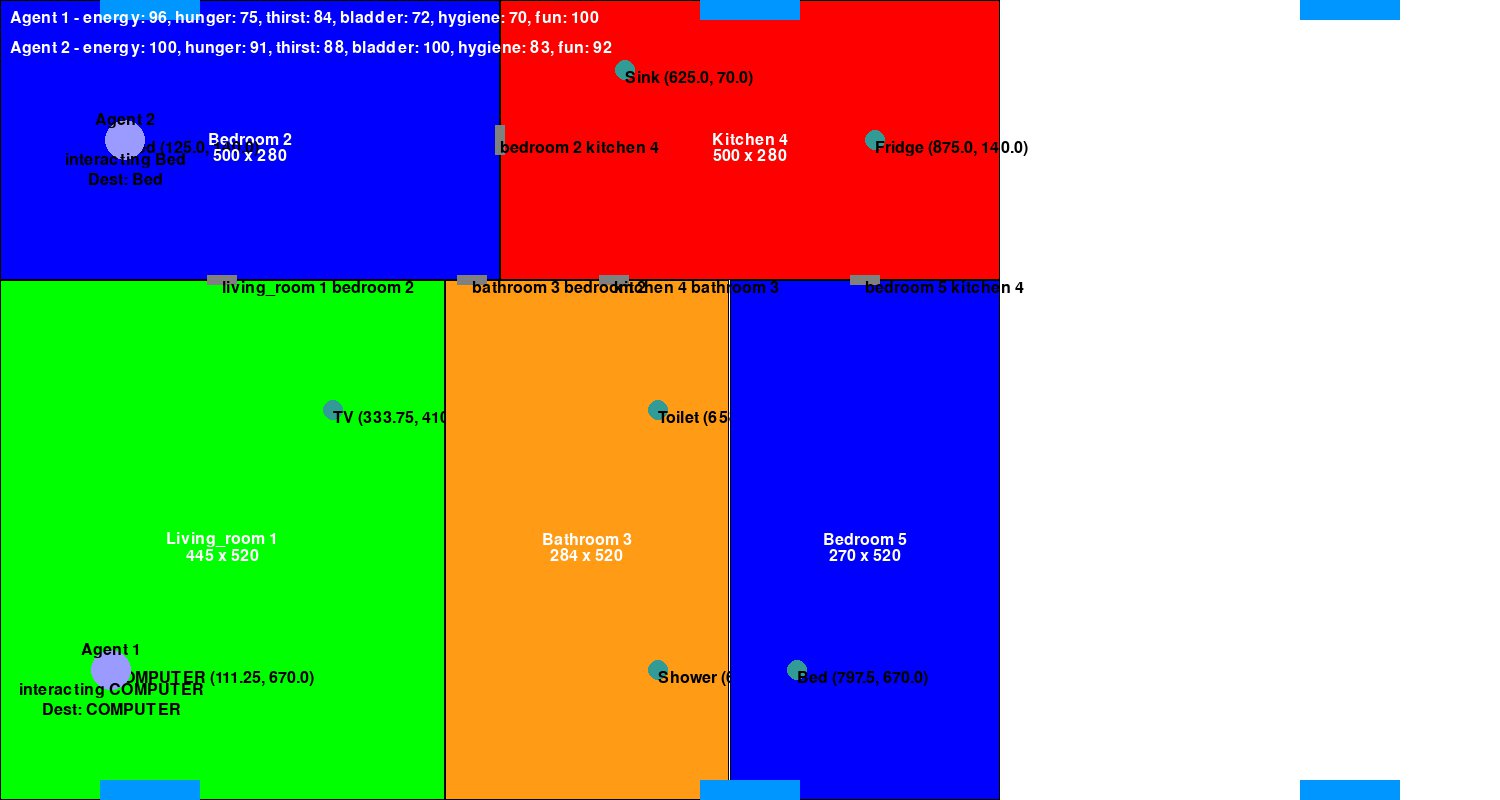 Agent 1 - energy: 96, hunger: 75, thirst: 84, bladder: 72, hygiene: 70, fun: 100
Agent 2 - energy: 100, hunger: 91, thirst: 88, bladder: 100, hygiene: 83, fun: 92
Sink (625.0, 70.0)
Agent 2
Bedroom 2
500 x 280
Kitchen 4
500 x 280
bedroom 2 kitchen 4
Fridge (875.0, 140.0)
interacting Bed
Dest: Bed
living_room 1 bedroom 2
bathroom 3 bedroom 2
kitchen 4 bathroom 3
bedroom 5 kitchen 4
TV (333.75, 410
Toilet (65
Living_room 1
445 x 520
Bathroom 3
284 x 520
Bedroom 5
270 x 520
Agent 1
OMPUTER (111.25, 670.0)
Shower (6
Bed (797.5, 670.0)
interacting COMPUTER
Dest: COMPUTER